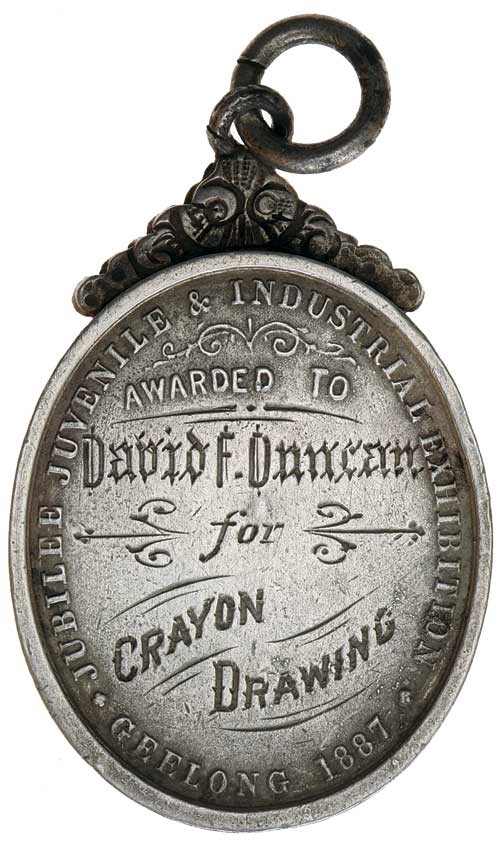 JUBILEE JUVENILE & INDUSTRIAL EXHIBITION
AWARDED TO
David F. Duncan.
for
CRAYON
DRAWING
GEELONG 1887